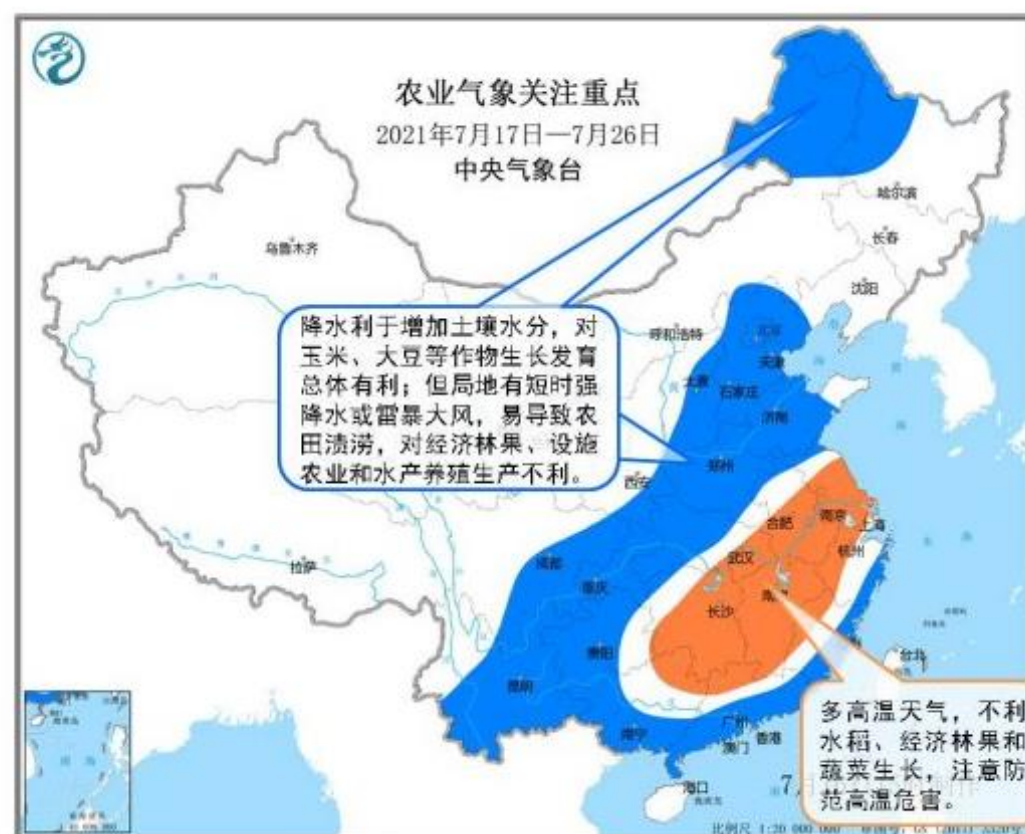 农业气象关注重点
2021年7月17日—7月26日
中央气象台
哈尔滨
长春
乌鲁木齐
沈阳
呼和浩特
北京
天津
太原
石家庄
济南
降水利于增加土壤水分，对
玉米、大豆等作物生长发育
总体有利；但局地有短时强
降水或雷暴大风，易导致农
田渍涝，对经济林果、设施
农业和水产养殖生产不利。
郑州
西安
合肥
南京
上海
武汉
杭州
成都
拉萨
重庆
长沙
南昌
贵阳
台北
昆明
广州
南宁
澳门
香港
海口
多高温天气，不利
水稻、经济林果和
蔬菜生长，注意防
范高温危害。
南海
比例尺 1:20 000 000